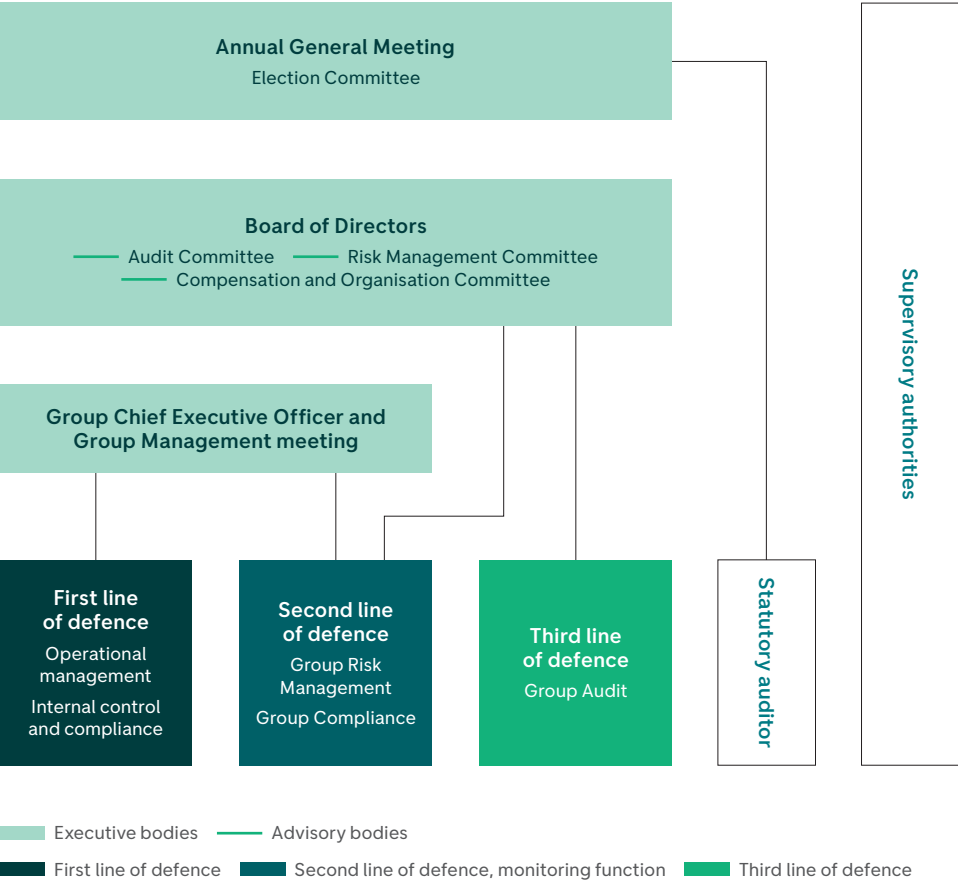 Annual General Meeting
Election Committee
Board of Directors
Audit Committee Risk Management Committee
Compensation and Organisation Committee
Group Chief Executive Officer and
Group Management meeting
First line
of defence
Operational
management
Internal control
and compliance
Second line
of defence
Group Risk
Management
Group Compliance
Third line
of defence
Group Audit
Statutory auditor
Supervisory authorities
Executive bodies Advisory bodies
First line of defence Second line of defence, monitoring function Third line of defence